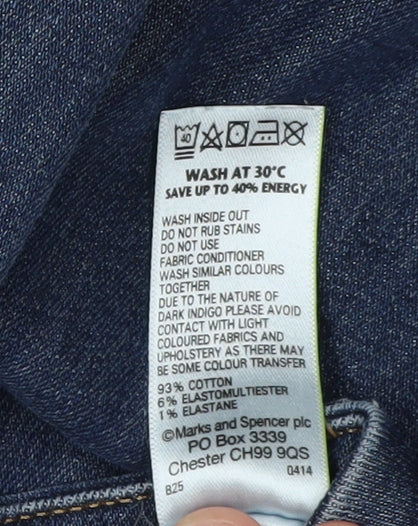 40
WASH AT 30°C
SAVE UP TO 40% ENERGY
WASH INSIDE OUT
DO NOT RUB STAINS
DO NOT USE
FABRIC CONDITIONER
WASH SIMILAR COLOURS
TOGETHER
DUE TO THE NATURE OF
DARK INDIGO PLEASE AVOID
CONTACT WITH LIGHT
COLOURED FABRICS AND
UPHOLSTERY AS THERE MAY
BE SOME COLOUR TRANSFER
93% COTTON
6% ELASTOMULTIESTER
1% ELASTANE
©Marks and Spencer plc
PO Box 3339
Chester CH99 9QS
0414
B25